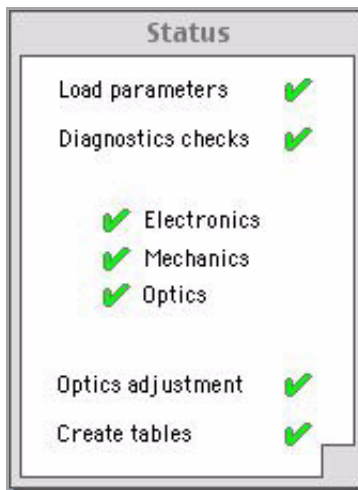 Status
Load parameters
Diagnostics checks
Electronics
Mechanics
Optics
Optics adjustment
Create tables